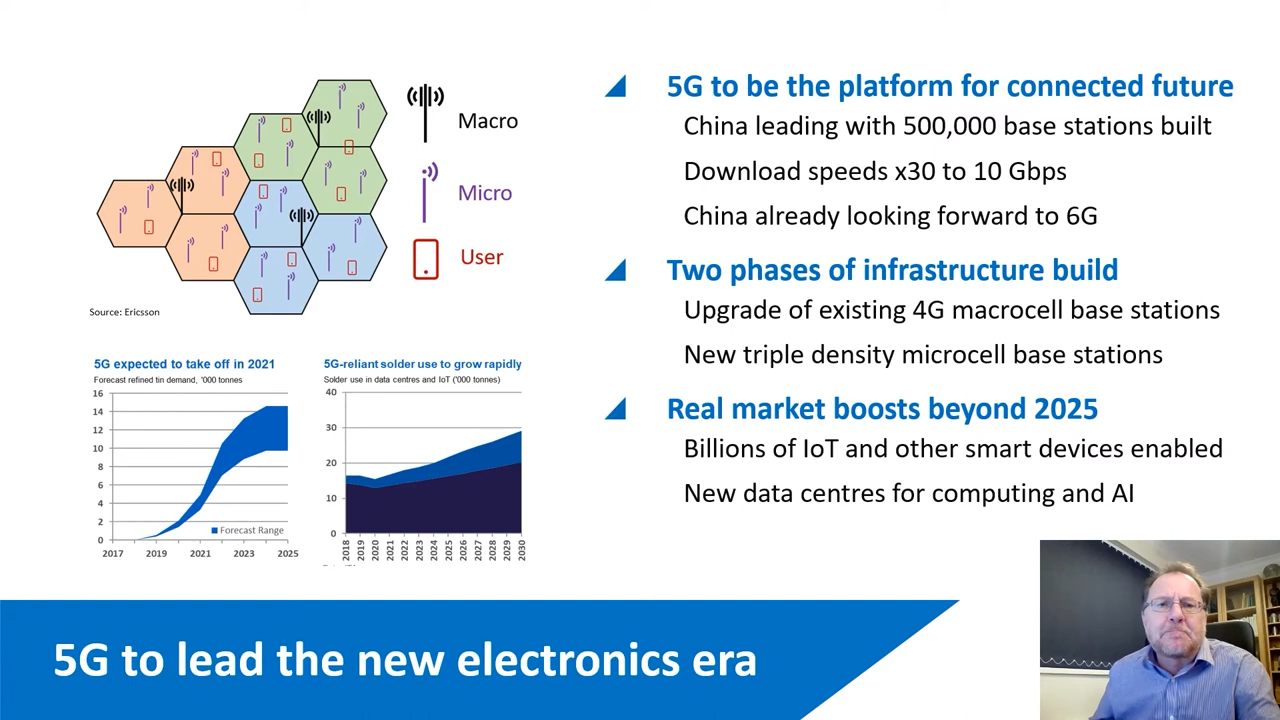 Macro
Micro
User
Source: Ericsson
5G expected to take off in 2021
Forecast refined tin demand, '000 tonnes
16
14
12
10
8
6
4
2
0
Forecast Range
2017 2019 2021 2023 2025
5G-reliant solder use to grow rapidly
Solder use in data centres and IoT ('000 tonnes)
40
30
20
10
0
2018 2019 2020 2021 2022 2023 2024 2025 2026 2027 2028 2029 2030
5G to be the platform for connected future
China leading with 500,000 base stations built
Download speeds x30 to 10 Gbps
China already looking forward to 6G
Two phases of infrastructure build
Upgrade of existing 4G macrocell base stations
New triple density microcell base stations
Real market boosts beyond 2025
Billions of IoT and other smart devices enabled
New data centres for computing and AI
5G to lead the new electronics era